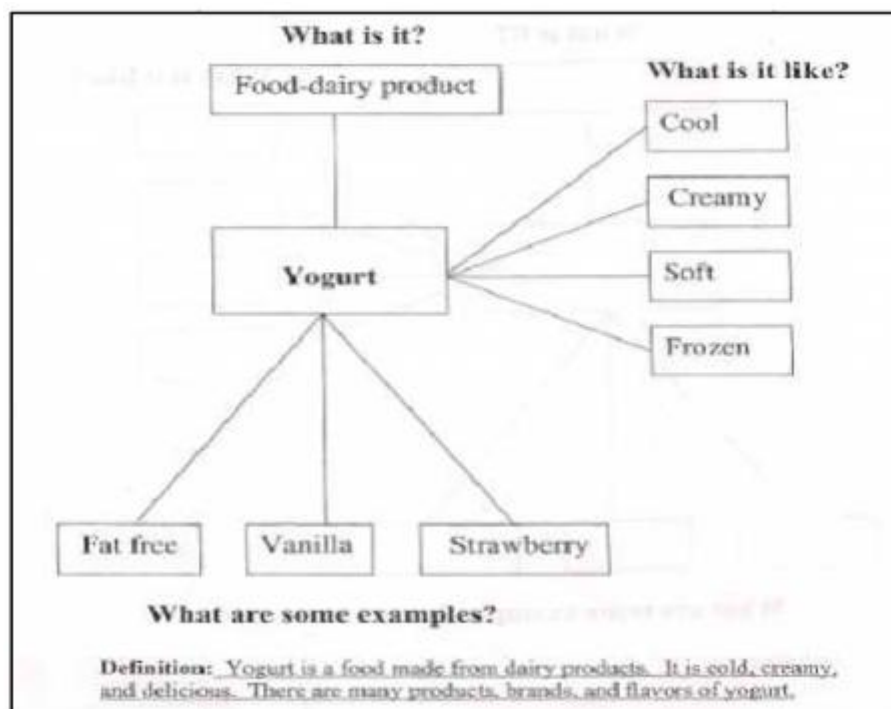 What is it?
Food-dairy product
What is it like?
Cool
Creamy
Yogurt
Soft
Frozen
Fat free
Vanilla
Strawberry
What are some examples?
Definition: Yogurt is a food made from dairy products. It is cold, creamy,
and delicious. There are many products, brands, and flavors of yogurt.